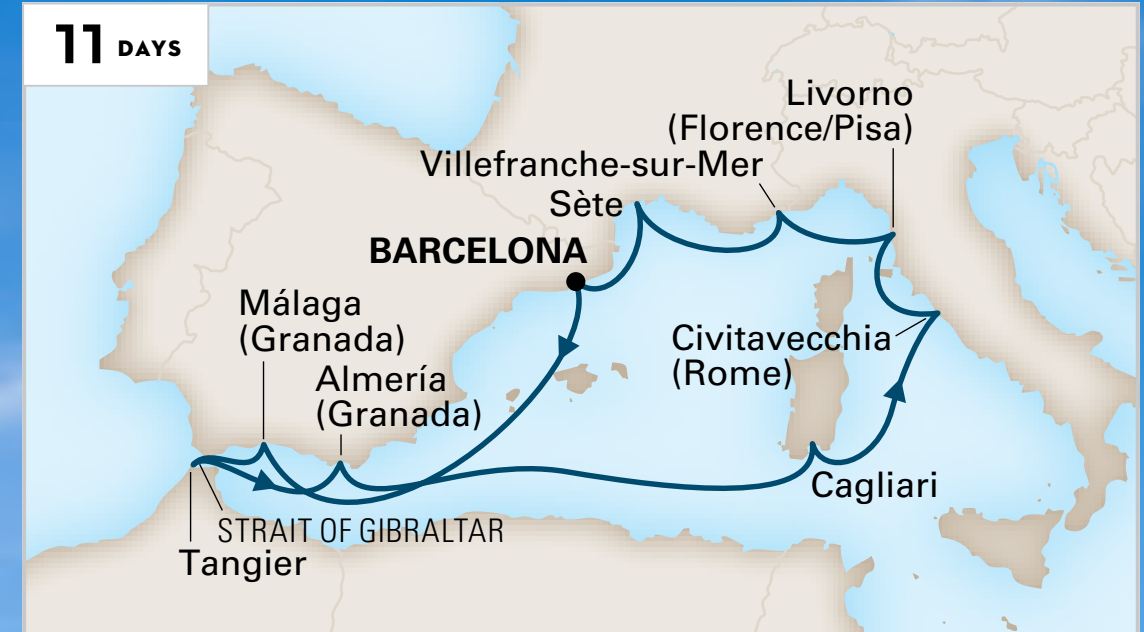 11 DAYS
Livorno
(Florence/Pisa)
Villefranche-sur-Mer
Sète
BARCELONA
Málaga
(Granada)
Almería
(Granada)
Civitavecchia
(Rome)
Cagliari
STRAIT OF GIBRALTAR
Tangier